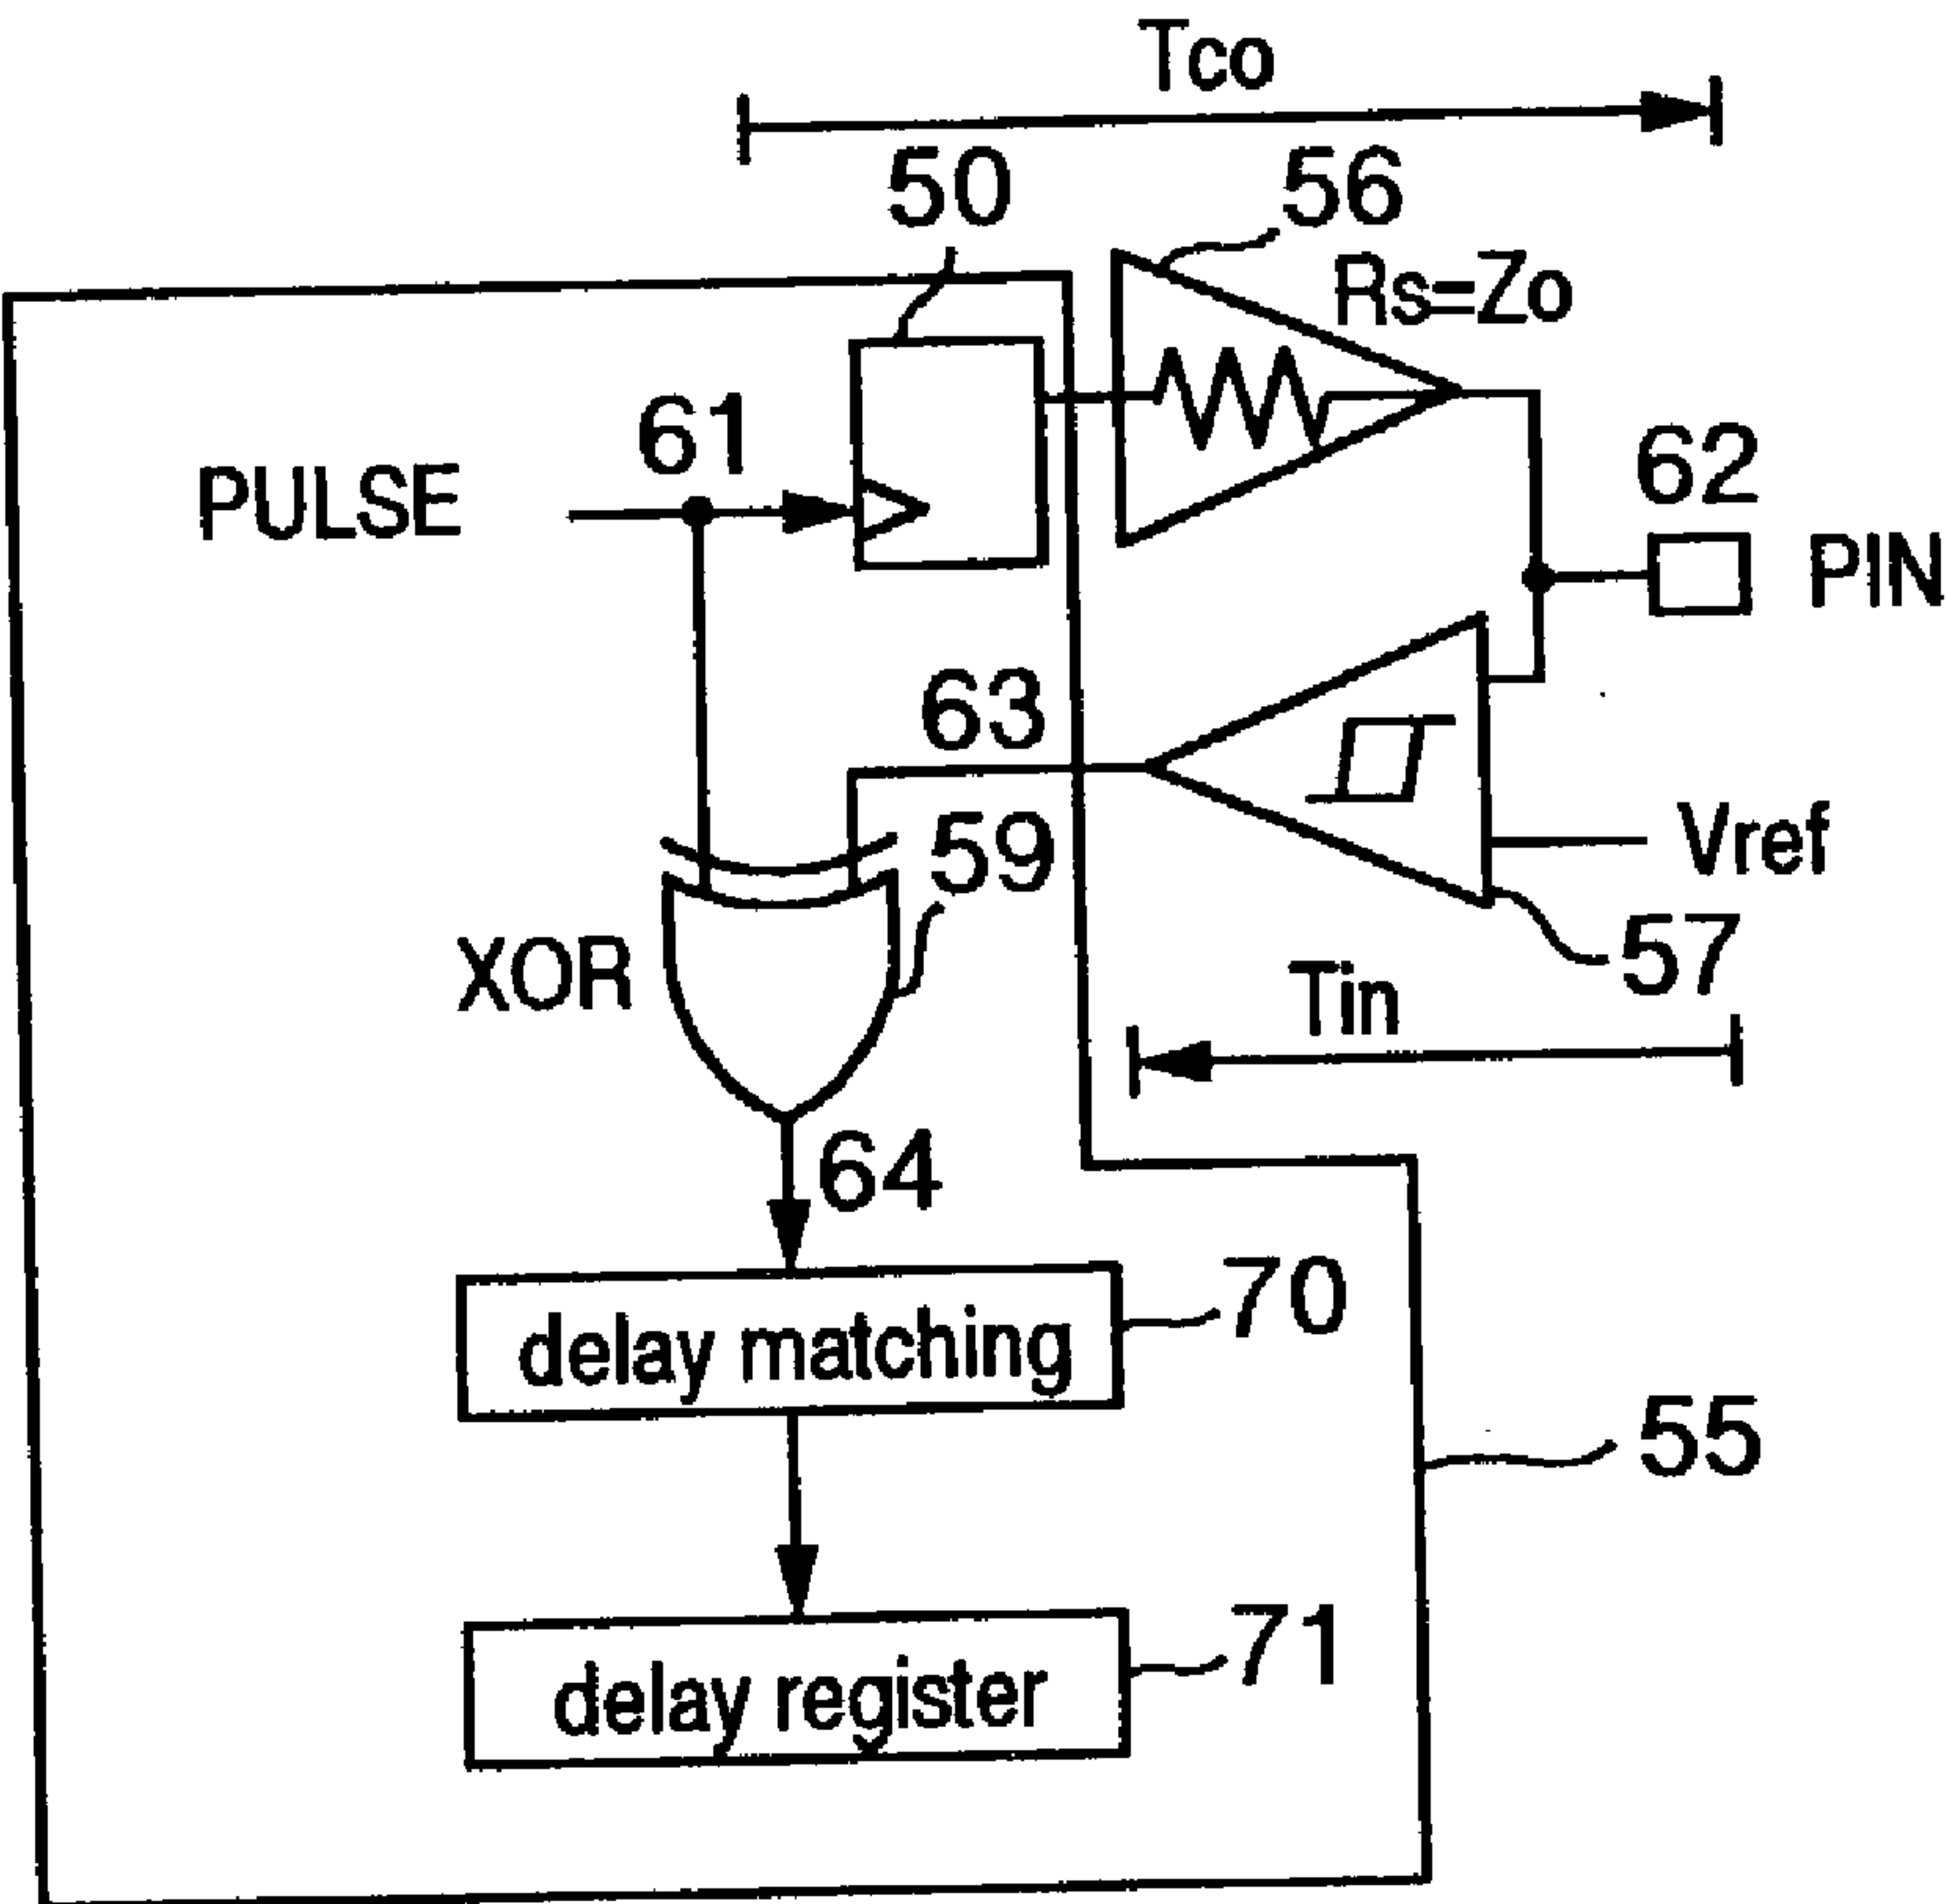 Tco
50
56
Rs=Zo
61
PULSE
62
PIN
63
59
Vref
XOR
57
Tin
64
delay matching
70
55
delay register
71